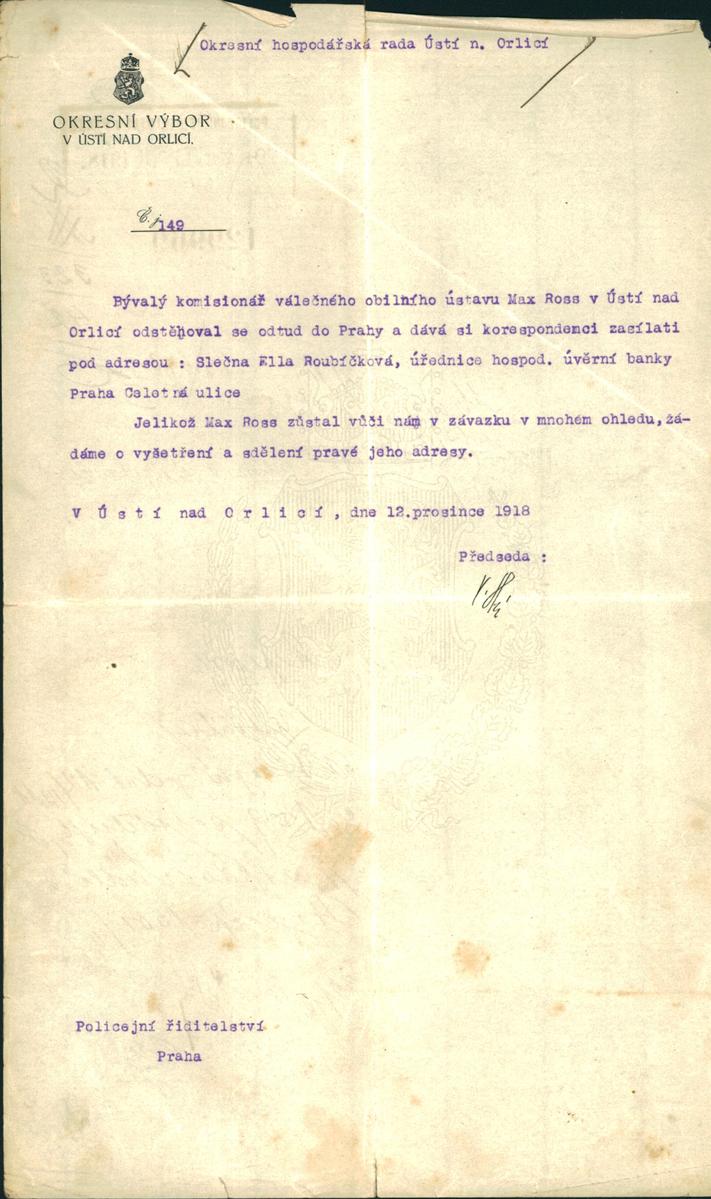 Okresní hospodářská rada Ústí n. Orlicí
OKRESNÍ VÝBOR
V ÚSTÍ NAD ORLICÍ.
Č. j. 149
Bývalý komisionář válečného obilního ústavu Max Ross v Ústí nad
Orlicí odstěhoval se odtud do Prahy a dává si korespondenci zasílati
pod adresou : Slečna Ella Roubíčková, úřednice hospod. úvěrní banky
Praha Celetná ulice
Jelikož Max Ross zůstal vůči nám v závazku v mnohém ohledu, žá-
dáme o vyšetření a sdělení pravé jeho adresy.
V Ústí nad Orlicí, dne 12.prosince 1918
Předseda :
Policejní řiditelství
Praha